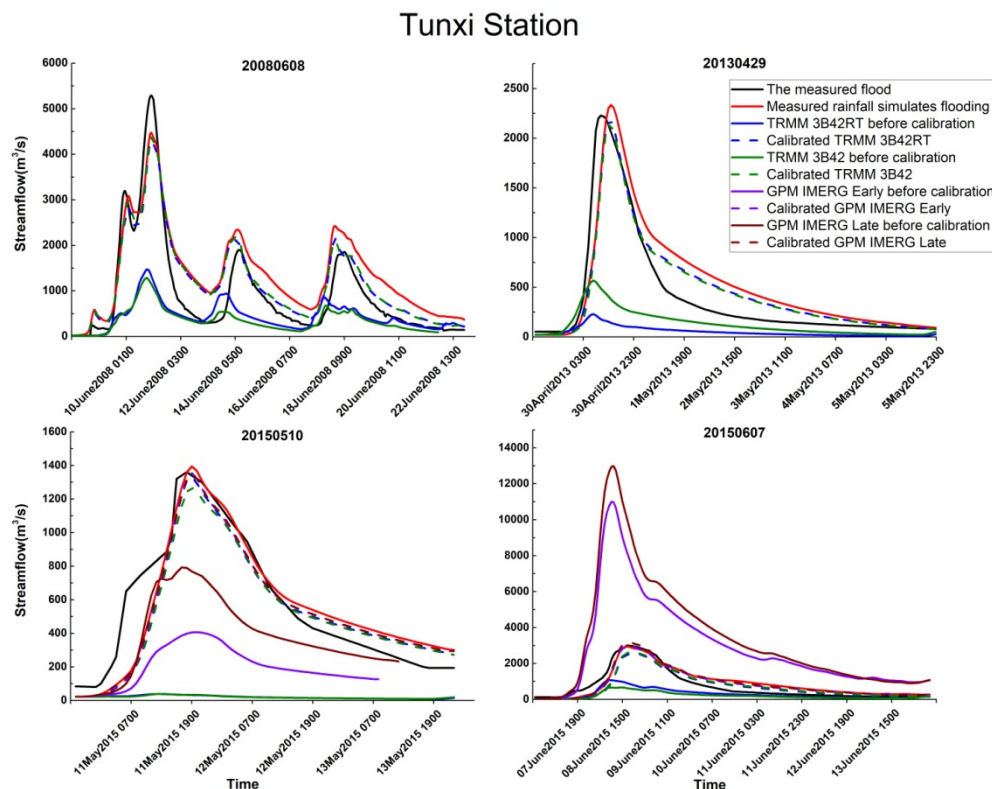 Tunxi Station
20080608
Streamflow(m³/s)
6000
5000
4000
3000
2000
1000
0
10June2008 0100
12June2008 0300
14June2008 0500
16June2008 0700
18June2008 0900
20June2008 1100
22June2008 1300
20130429
2500
2000
1500
1000
500
0
The measured flood
Measured rainfall simulates flooding
TRMM 3B42RT before calibration
Calibrated TRMM 3B42RT
TRMM 3B42 before calibration
Calibrated TRMM 3B42
GPM IMERG Early before calibration
Calibrated GPM IMERG Early
GPM IMERG Late before calibration
Calibrated GPM IMERG Late
30April2013 0300
30April2013 2300
1May2013 1900
2May2013 1500
3May2013 1100
4May2013 0700
5May2013 0300
5May2013 2300
20150510
Streamflow(m³/s)
1600
1400
1200
1000
800
600
400
200
0
11May2015 0700
11May2015 1900
12May2015 0700
12May2015 1900
13May2015 0700
13May2015 1900
Time
20150607
14000
12000
10000
8000
6000
4000
2000
0
07June2015 1900
08June2015 1500
09June2015 1100
10June2015 0700
11June2015 0300
11June2015 2300
12June2015 1900
13June2015 1500
Time